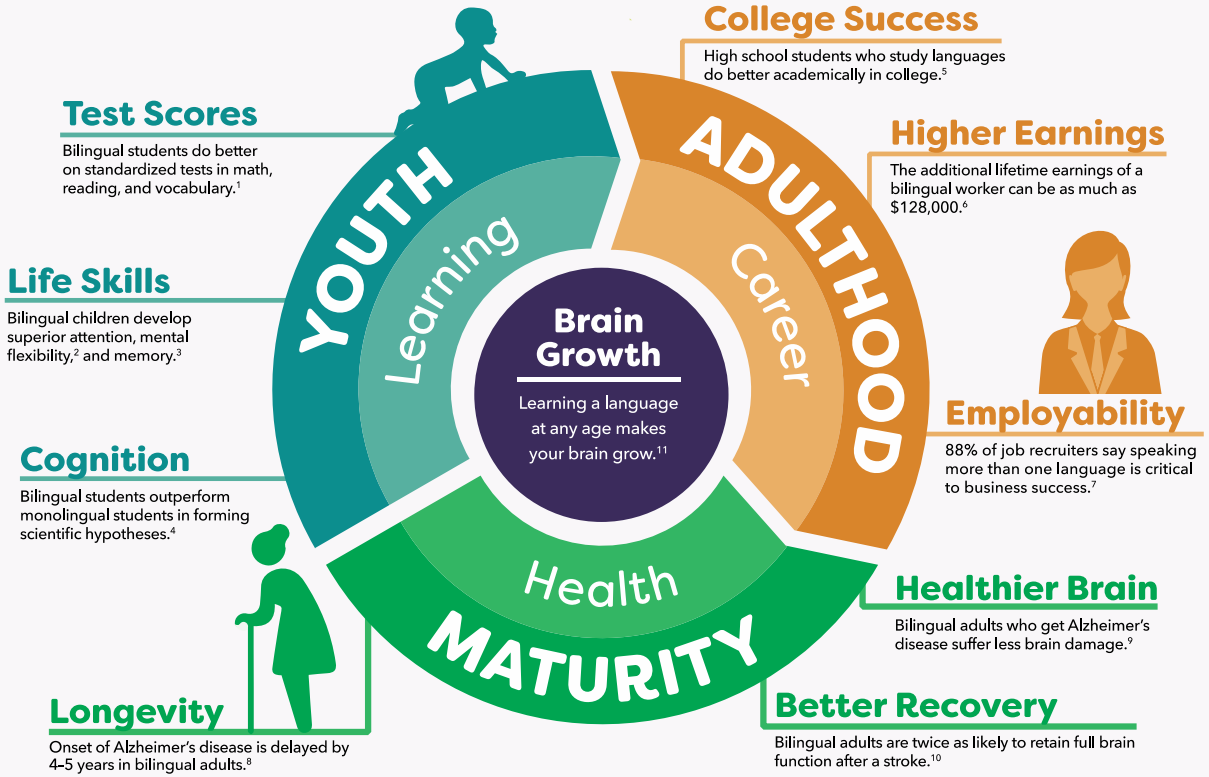 Test Scores
Bilingual students do better
on standardized tests in math,
reading, and vocabulary.¹
Life Skills
Bilingual children develop
superior attention, mental
flexibility,² and memory.³
Cognition
Bilingual students outperform
monolingual students in forming
scientific hypotheses.⁴
YOUTH
Learning
College Success
High school students who study languages
do better academically in college.⁵
Higher Earnings
The additional lifetime earnings of a
bilingual worker can be as much as
$128,000.⁶
Employability
88% of job recruiters say speaking
more than one language is critical
to business success.⁷
ADULTHOOD
Career
Brain
Growth
Learning a language
at any age makes
your brain grow.¹¹
Health
MATURITY
Healthier Brain
Bilingual adults who get Alzheimer’s
disease suffer less brain damage.⁹
Better Recovery
Bilingual adults are twice as likely to retain full brain
function after a stroke.¹⁰
Longevity
Onset of Alzheimer’s disease is delayed by
4–5 years in bilingual adults.⁸